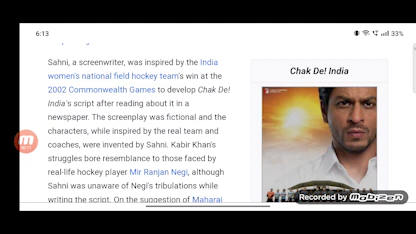 6:13
33%
Sahni, a screenwriter, was inspired by the India
women's national field hockey team's win at the
2002 Commonwealth Games to develop Chak De!
India's script after reading about it in a
newspaper. The screenplay was fictional and the
characters, while inspired by the real team and
coaches, were invented by Sahni. Kabir Khan's
struggles bore resemblance to those faced by
real-life hockey player Mir Ranjan Negi, although
Sahni was unaware of Negi's tribulations while
writing the script. On the suggestion of Maharaj
Chak De! India
Recorded by Mobizen